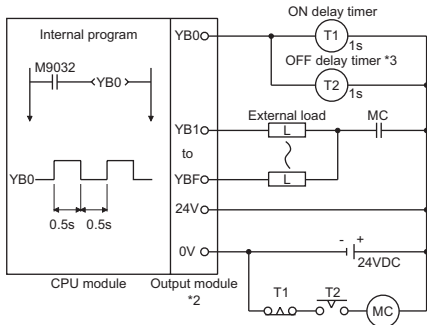 ON delay timer
Internal program
YB0
T1
1s
OFF delay timer *3
M9032
YB0
T2
1s
External load
MC
YB1
L
to
YB0
YBF
L
0.5s
0.5s
24V
0V
- +
24VDC
CPU module
Output module
*2
T1
T2
MC